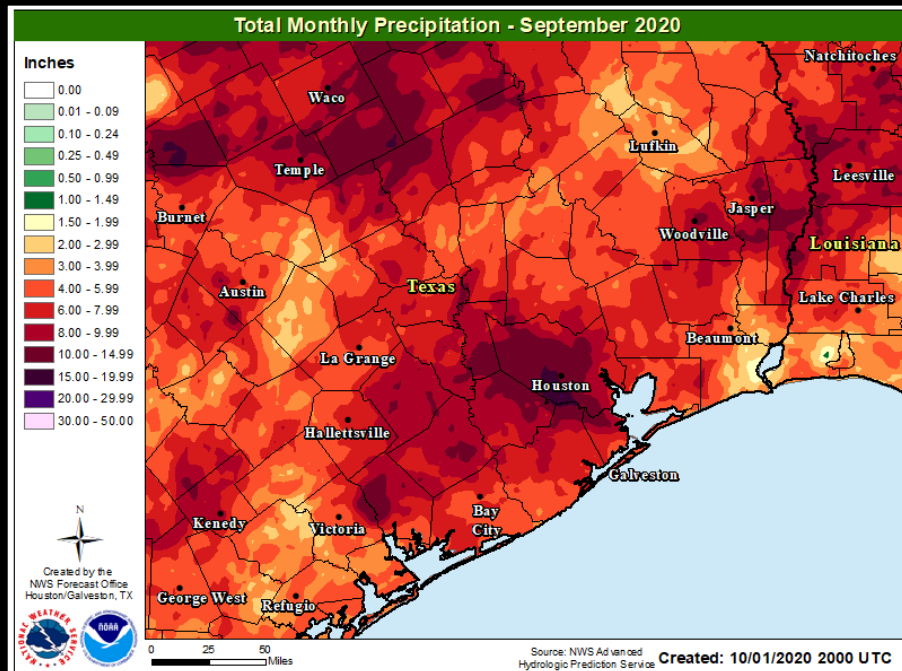 Total Monthly Precipitation - September 2020
Inches
0.00
0.01 - 0.09
0.10 - 0.24
0.25 - 0.49
0.50 - 0.99
1.00 - 1.49
1.50 - 1.99
2.00 - 2.99
3.00 - 3.99
4.00 - 5.99
6.00 - 7.99
8.00 - 9.99
10.00 - 14.99
15.00 - 19.99
20.00 - 29.99
30.00 - 50.00
Natchitoches
Waco
Lufkin
Temple
Leesville
Burnet
Jasper
Woodville
Louisiana
Austin
Texas
Lake Charles
Beaumont
La Grange
Houston
Hallettsville
Galveston
Kenedy
Victoria
Bay
City
George West
Refugio
N
Created by the
NWS Forecast Office
Houston/Galveston, TX
NATIONAL WEATHER SERVICE
NOAA
0 25 50
Miles
Source: NWS Advanced
Hydrologic Prediction Service
Created: 10/01/2020 2000 UTC